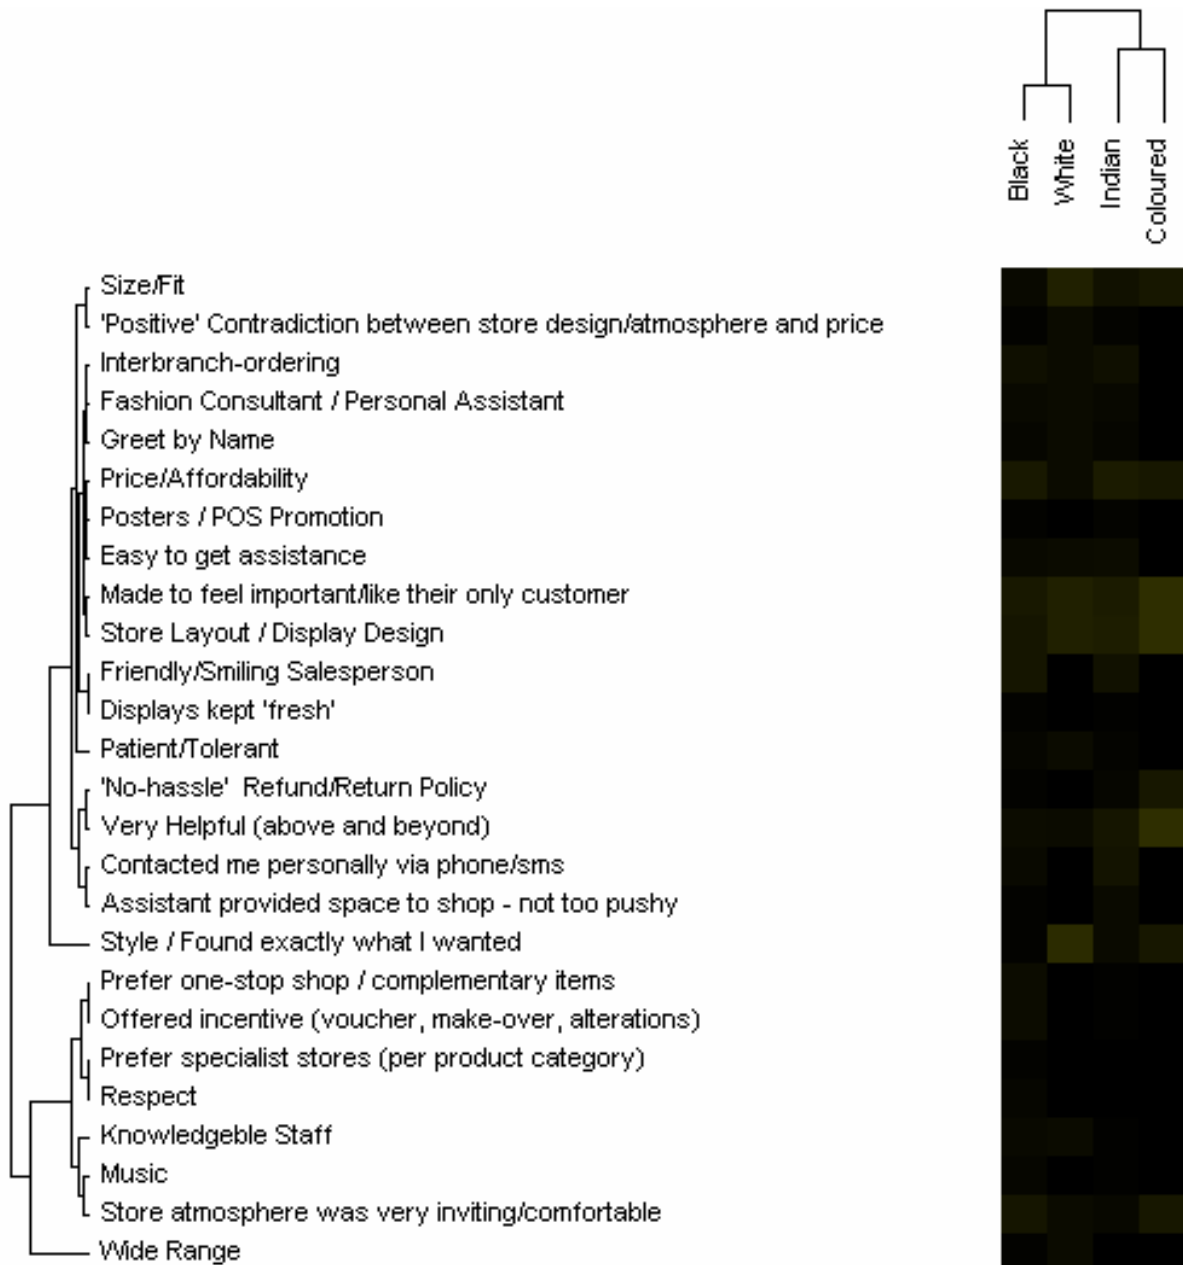 Black
White
Indian
Coloured
Size/Fit
'Positive' Contradiction between store design/atmosphere and price
Interbranch-ordering
Fashion Consultant / Personal Assistant
Greet by Name
Price/Affordability
Posters / POS Promotion
Easy to get assistance
Made to feel important/like their only customer
Store Layout / Display Design
Friendly/Smiling Salesperson
Displays kept 'fresh'
Patient/Tolerant
'No-hassle' Refund/Return Policy
Very Helpful (above and beyond)
Contacted me personally via phone/sms
Assistant provided space to shop - not too pushy
Style / Found exactly what I wanted
Prefer one-stop shop / complementary items
Offered incentive (voucher, make-over, alterations)
Prefer specialist stores (per product category)
Respect
Knowledgeble Staff
Music
Store atmosphere was very inviting/comfortable
Wide Range